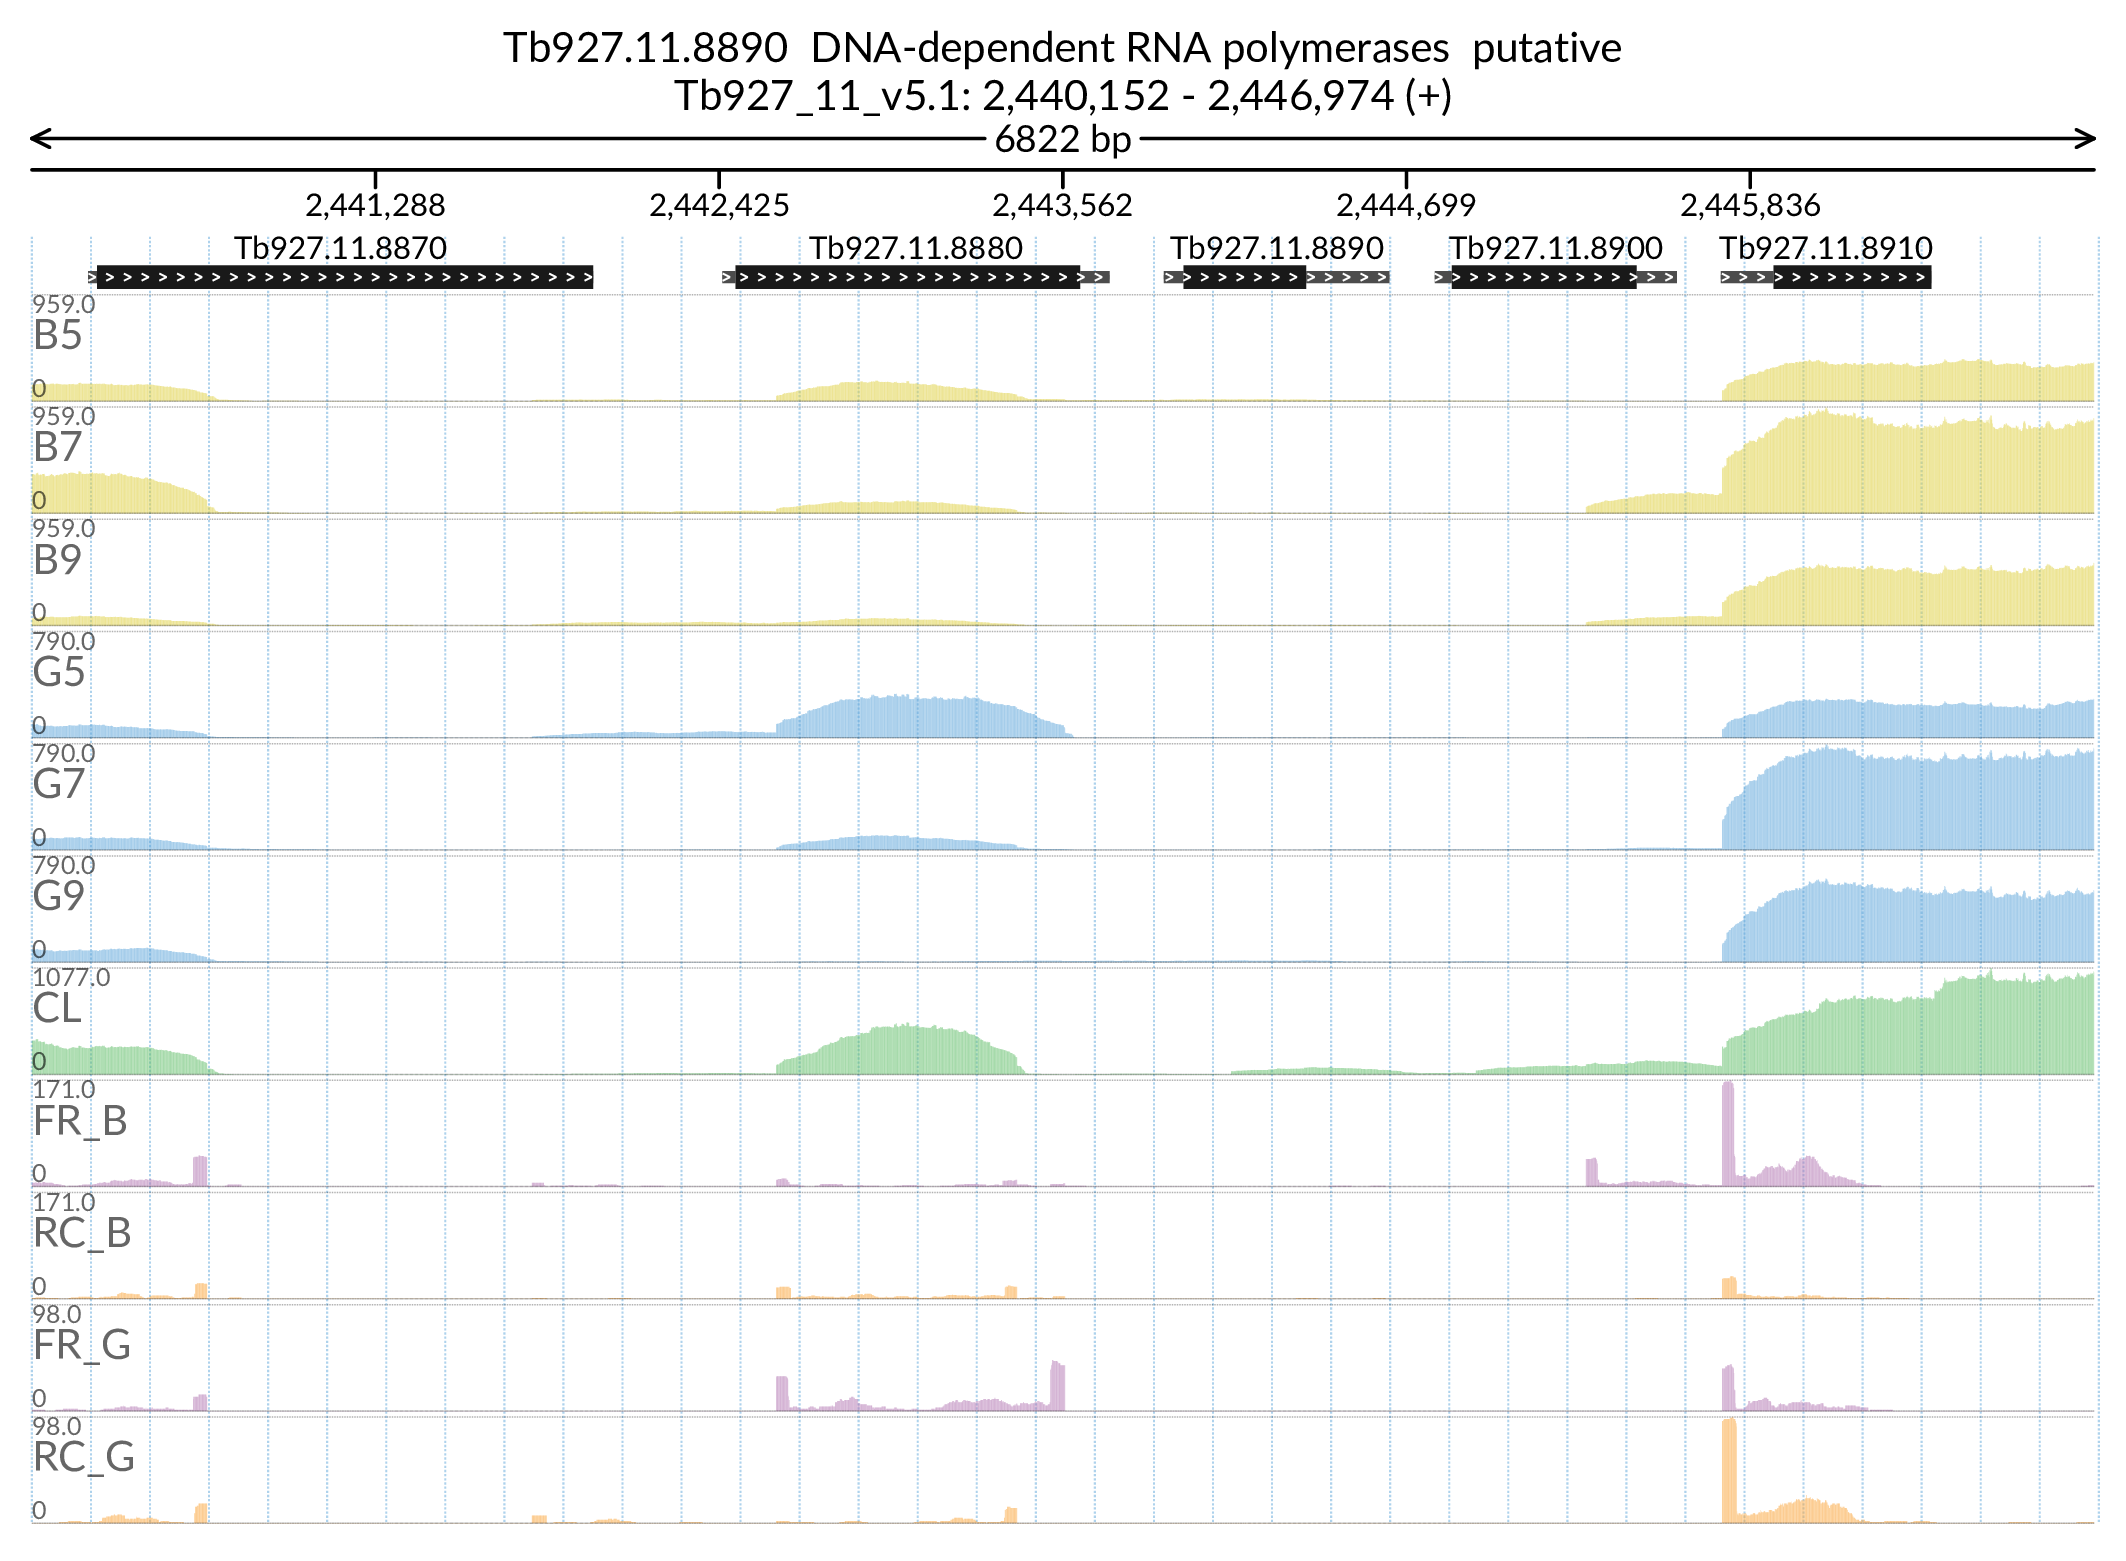 Tb927.11.8890  DNA-dependent RNA polymerases  putative
Tb927_11_v5.1: 2,440,152 - 2,446,974 (+)
6822 bp
2,441,288 2,442,425 2,443,562 2,444,699 2,445,836
Tb927.11.8870 Tb927.11.8880 Tb927.11.8890 Tb927.11.8900 Tb927.11.8910
959.0
B5
0
959.0
B7
0
959.0
B9
0
790.0
G5
0
790.0
G7
0
790.0
G9
0
1077.0
CL
0
171.0
FR_B
0
171.0
RC_B
0
98.0
FR_G
0
98.0
RC_G
0